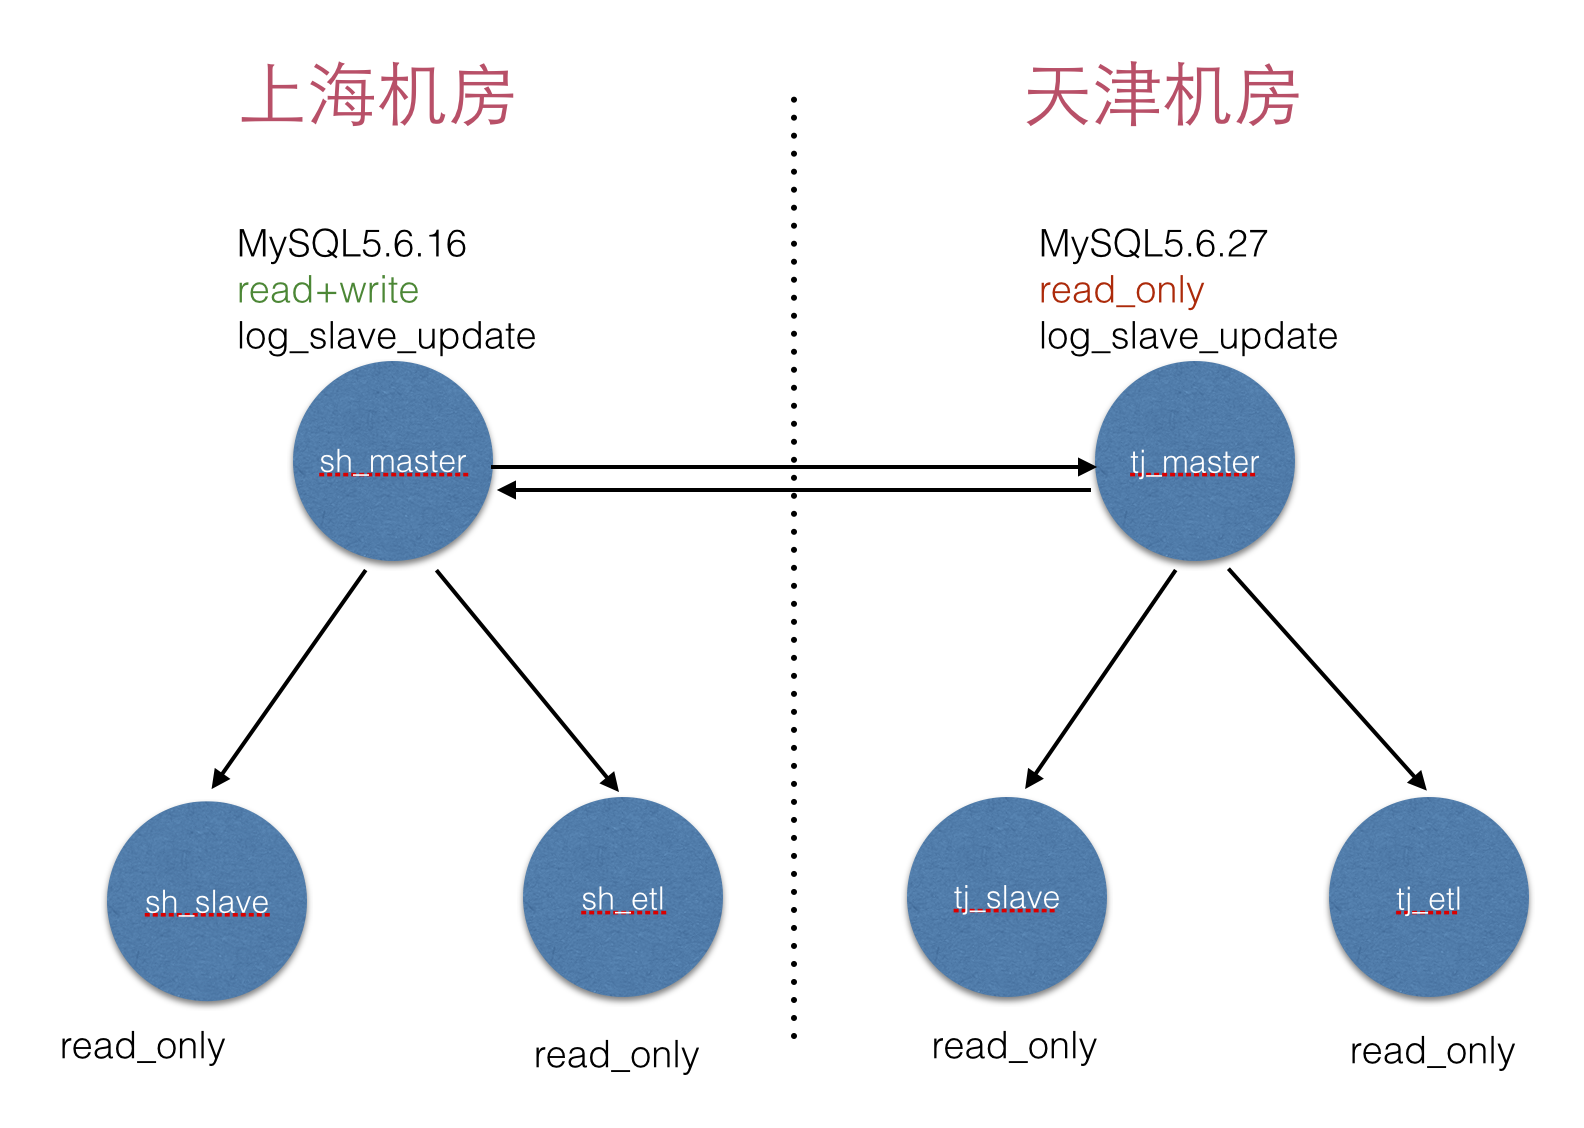 上海机房
天津机房
MySQL5.6.16
read+write
log_slave_update
MySQL5.6.27
read_only
log_slave_update
sh_master
tj_master
sh_slave
sh_etl
tj_slave
tj_etl
read_only
read_only
read_only
read_only